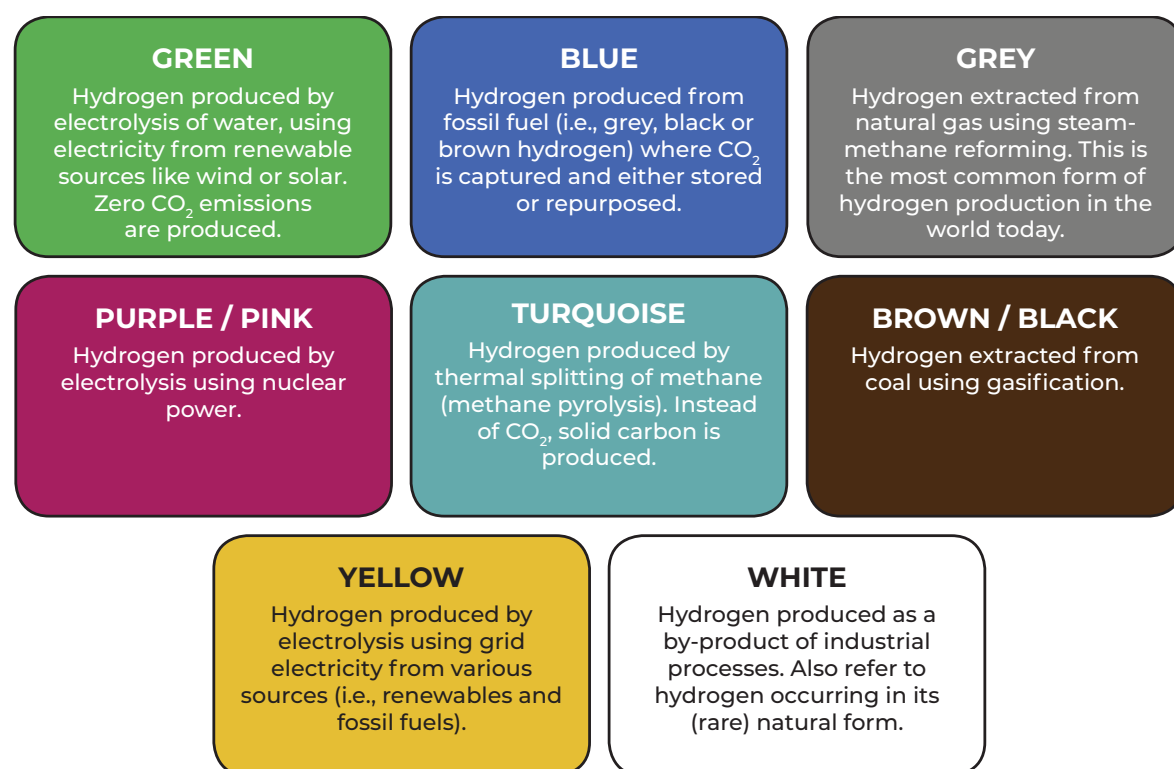 GREEN
Hydrogen produced by
electrolysis of water, using
electricity from renewable
sources like wind or solar.
Zero CO₂ emissions
are produced.
BLUE
Hydrogen produced from
fossil fuel (i.e., grey, black or
brown hydrogen) where CO₂
is captured and either stored
or repurposed.
GREY
Hydrogen extracted from
natural gas using steam-
methane reforming. This is
the most common form of
hydrogen production in the
world today.
PURPLE / PINK
Hydrogen produced by
electrolysis using nuclear
power.
TURQUOISE
Hydrogen produced by
thermal splitting of methane
(methane pyrolysis). Instead
of CO₂, solid carbon is
produced.
BROWN / BLACK
Hydrogen extracted from
coal using gasification.
YELLOW
Hydrogen produced by
electrolysis using grid
electricity from various
sources (i.e., renewables and
fossil fuels).
WHITE
Hydrogen produced as a
by-product of industrial
processes. Also refer to
hydrogen occurring in its
(rare) natural form.